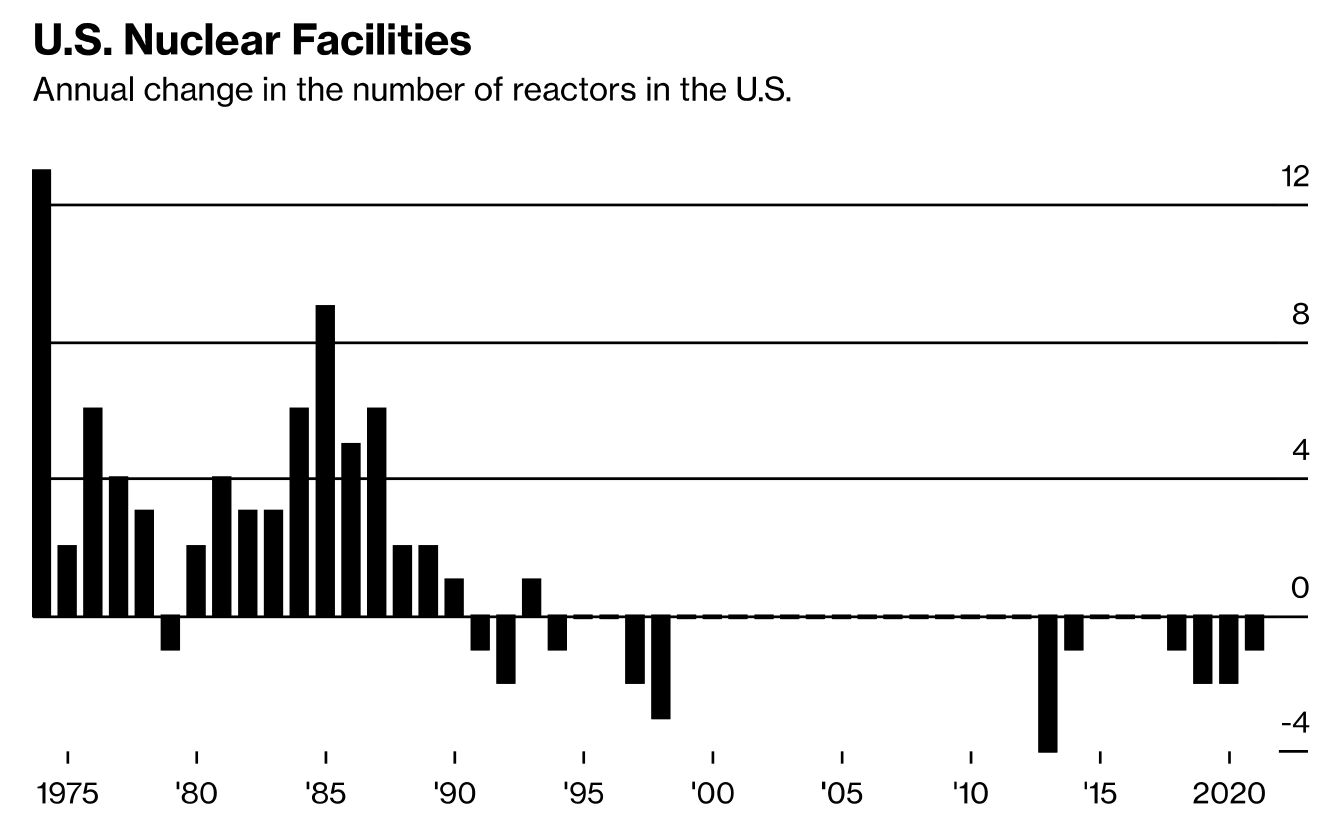 U.S. Nuclear Facilities
Annual change in the number of reactors in the U.S.
12
8
4
0
-4
1975 '80 '85 '90 '95 '00 '05 '10 '15 2020